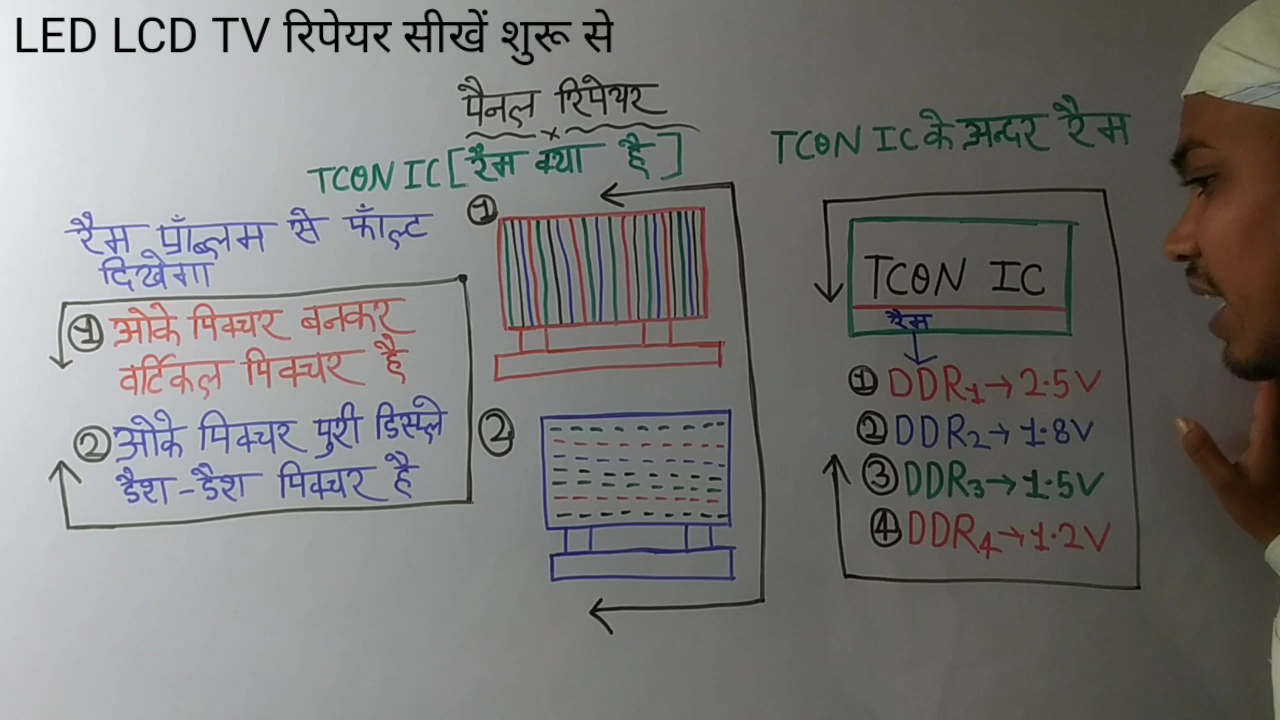 LED LCD TV रिपेयर सीखें शुरू से
पैनल रिपेयर
×
TCON IC [रैम क्या है]
रैम प्रॉब्लम से फॉल्ट
दिखेगा
1 ओके पिक्चर बनकर
वर्टिकल पिक्चर है
2 ओके पिक्चर पुरी डिस्प्ले
डैश-डैश पिक्चर है
1
2
TCON IC के अन्दर रैम
TCON IC
रैम
1 DDR1→2.5V
2 DDR2→1.8V
3 DDR3→1.5V
4 DDR4→1.2V